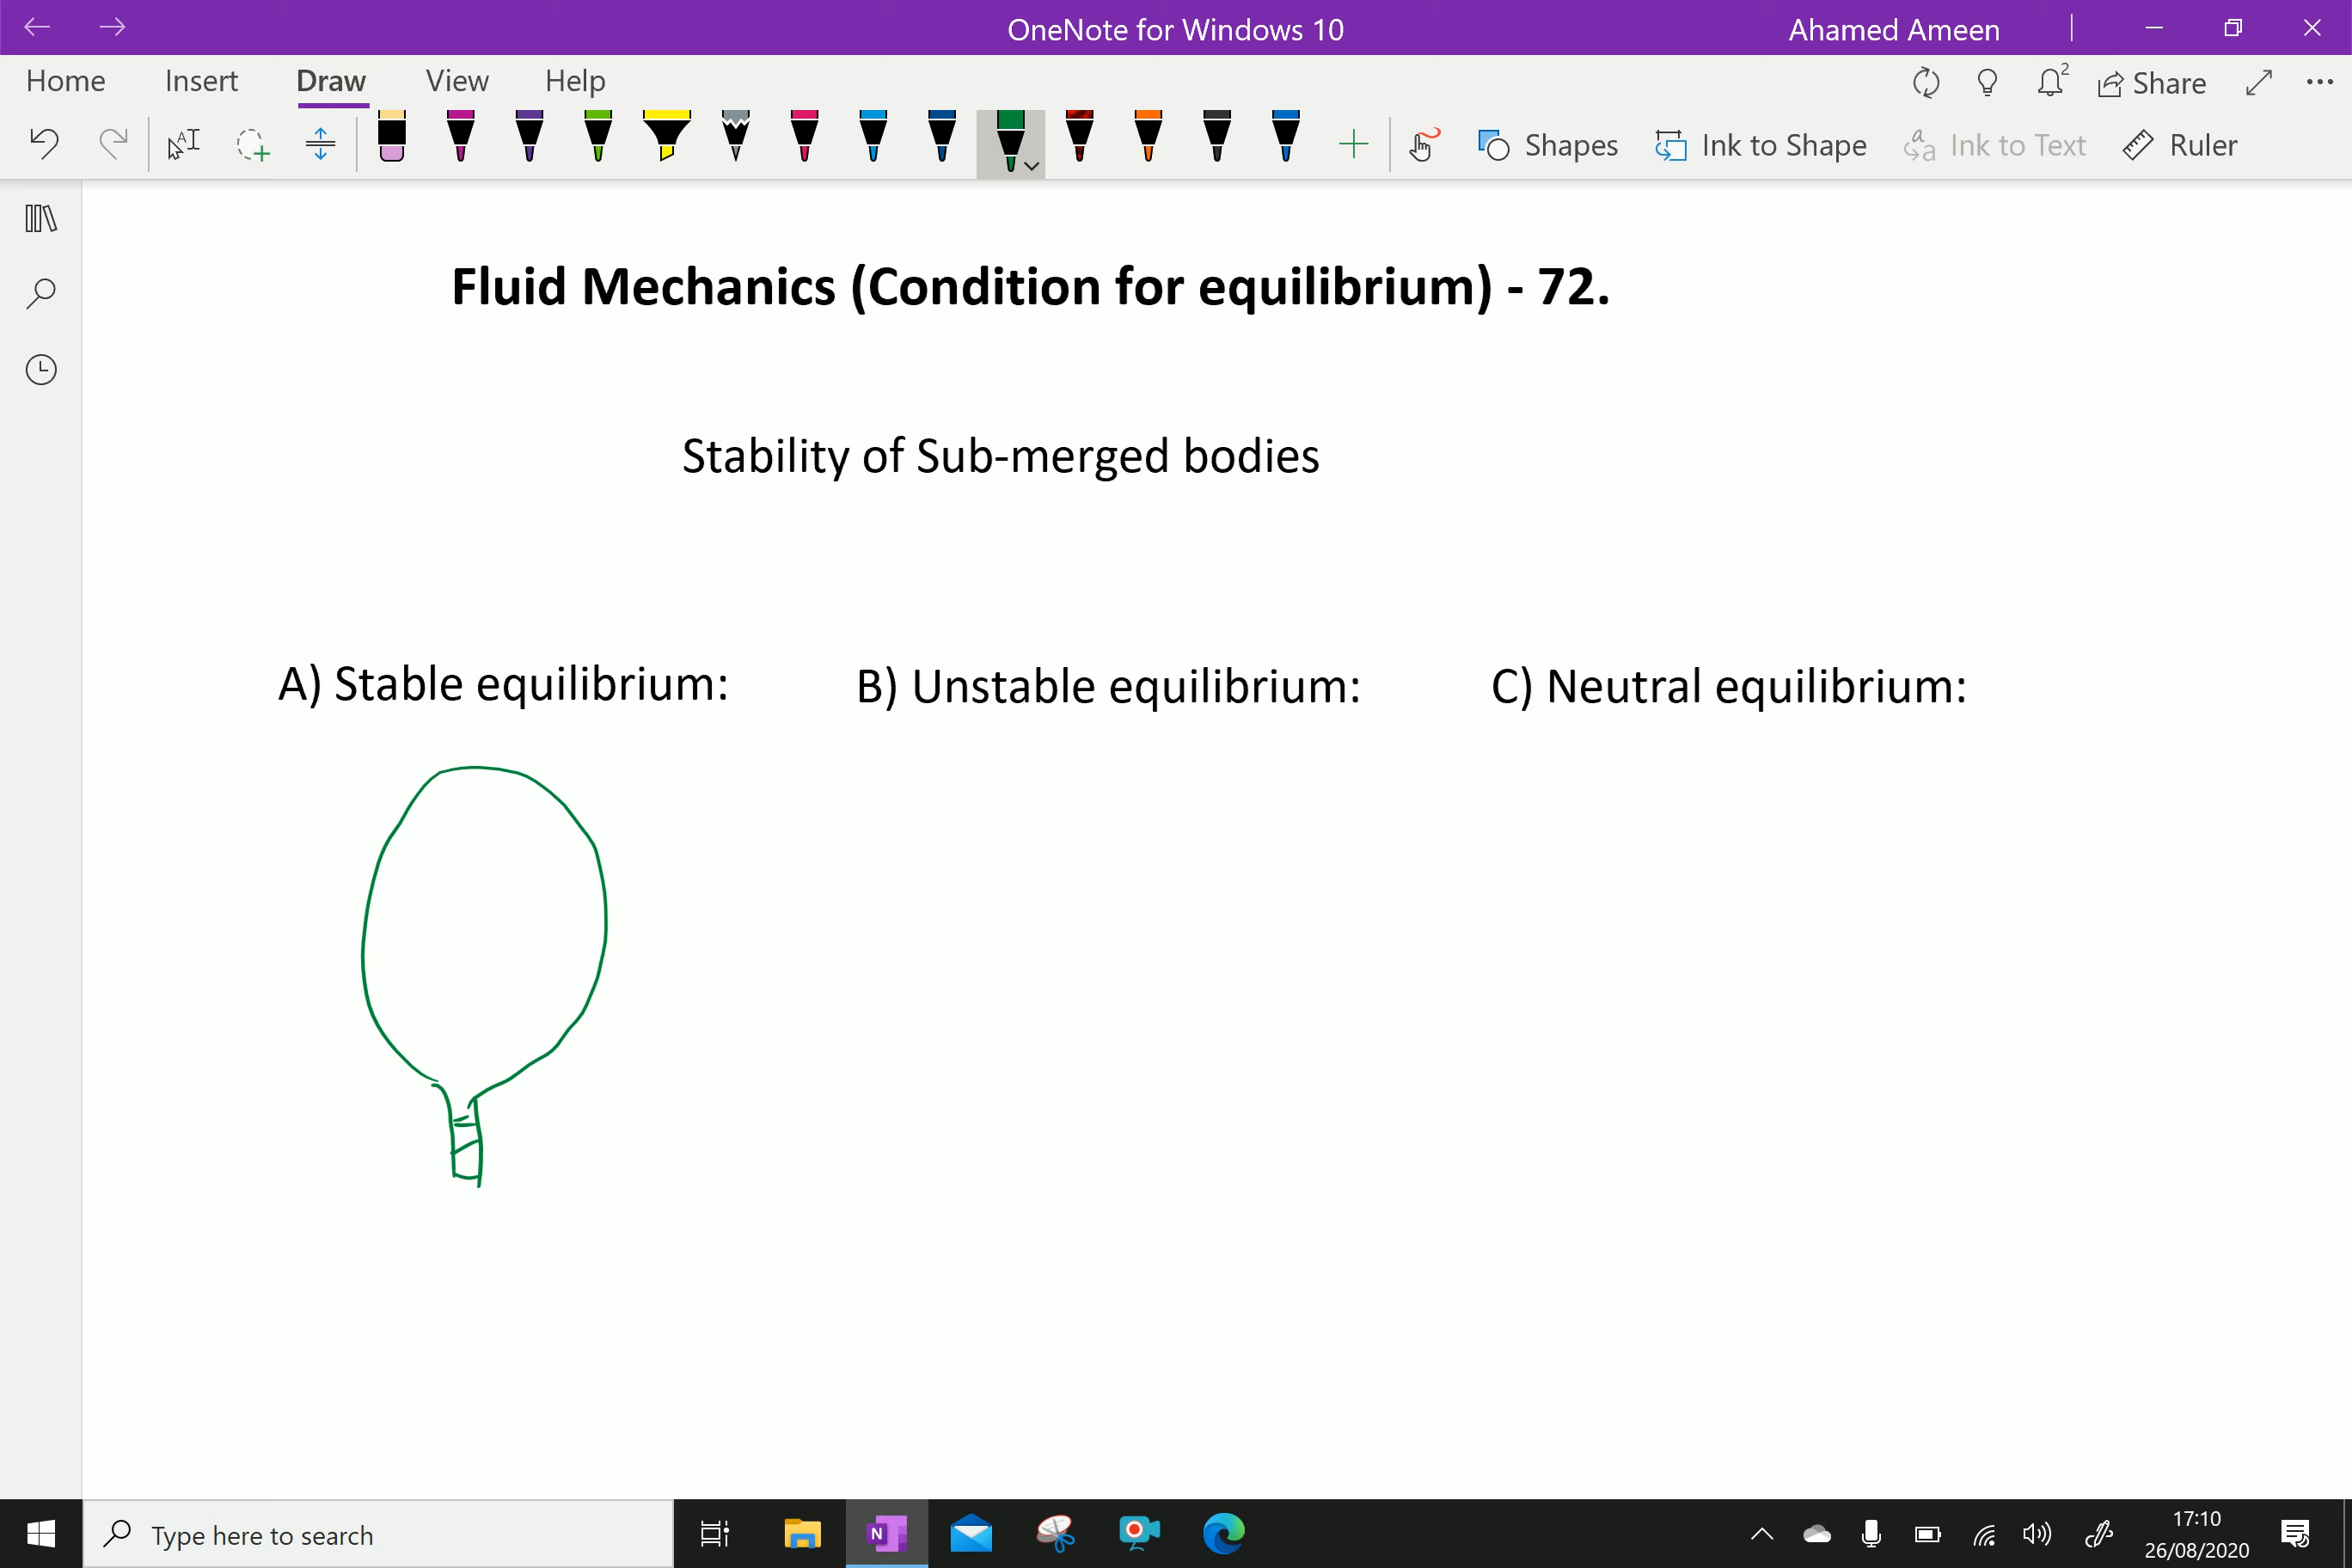 OneNote for Windows 10 Ahamed Ameen
Home Insert Draw View Help 2 Share
Shapes Ink to Shape Ink to Text Ruler
Fluid Mechanics (Condition for equilibrium) - 72.
Stability of Sub-merged bodies
A) Stable equilibrium: B) Unstable equilibrium: C) Neutral equilibrium:
Type here to search
17:10
26/08/2020